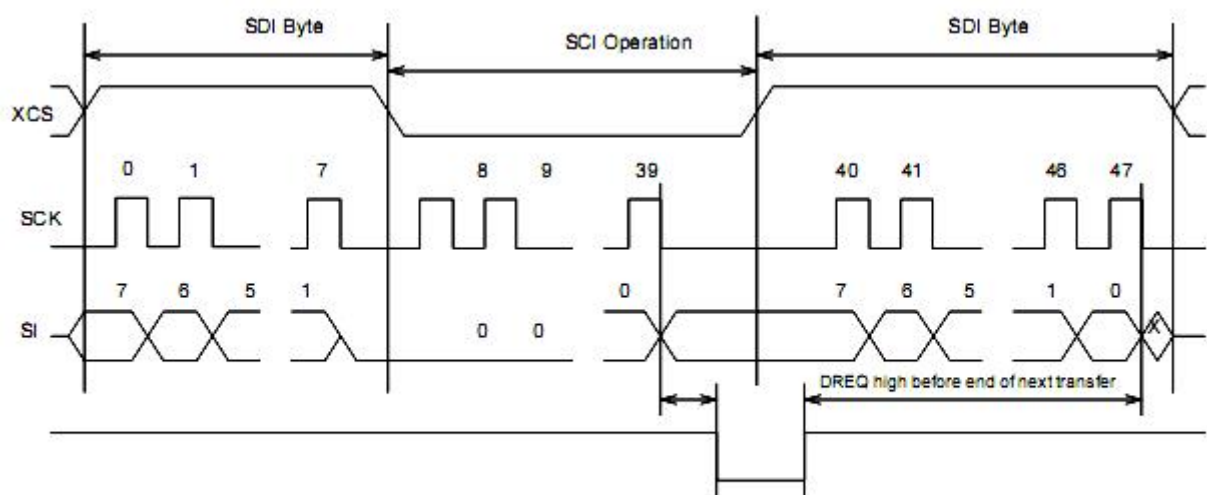 SDI Byte
SCI Operation
SDI Byte
XCS
0 1 7 8 9 39 40 41 46 47
SCK
7 6 5 1 0 0 0 7 6 5 1 0
SI X
DREQ high before end of next transfer